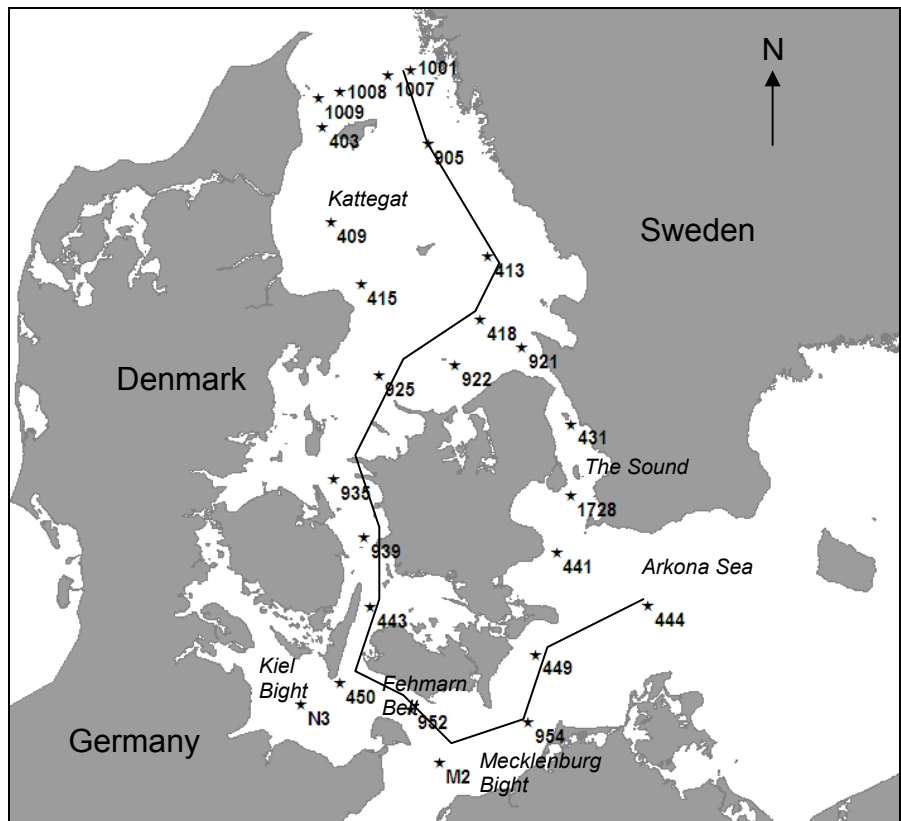 N
1001
1007
1008
1009
403
905
Kattegat
409
Sweden
413
415
418
921
922
Denmark
925
431
The Sound
935
1728
939
441
Arkona Sea
443
444
449
Kiel
Bight
450
Fehmarn
Belt
N3
952
954
Germany
Mecklenburg
Bight
M2